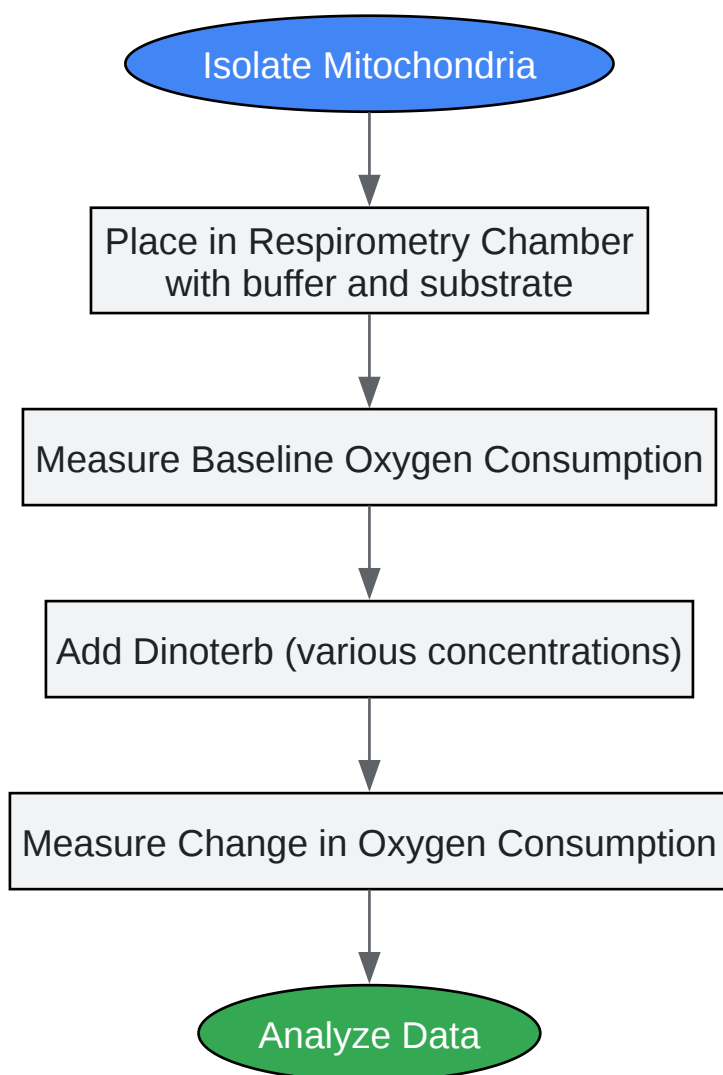 Isolate Mitochondria
Place in Respirometry Chamber
with buffer and substrate
Measure Baseline Oxygen Consumption
Add Dinoterb (various concentrations)
Measure Change in Oxygen Consumption
Analyze Data